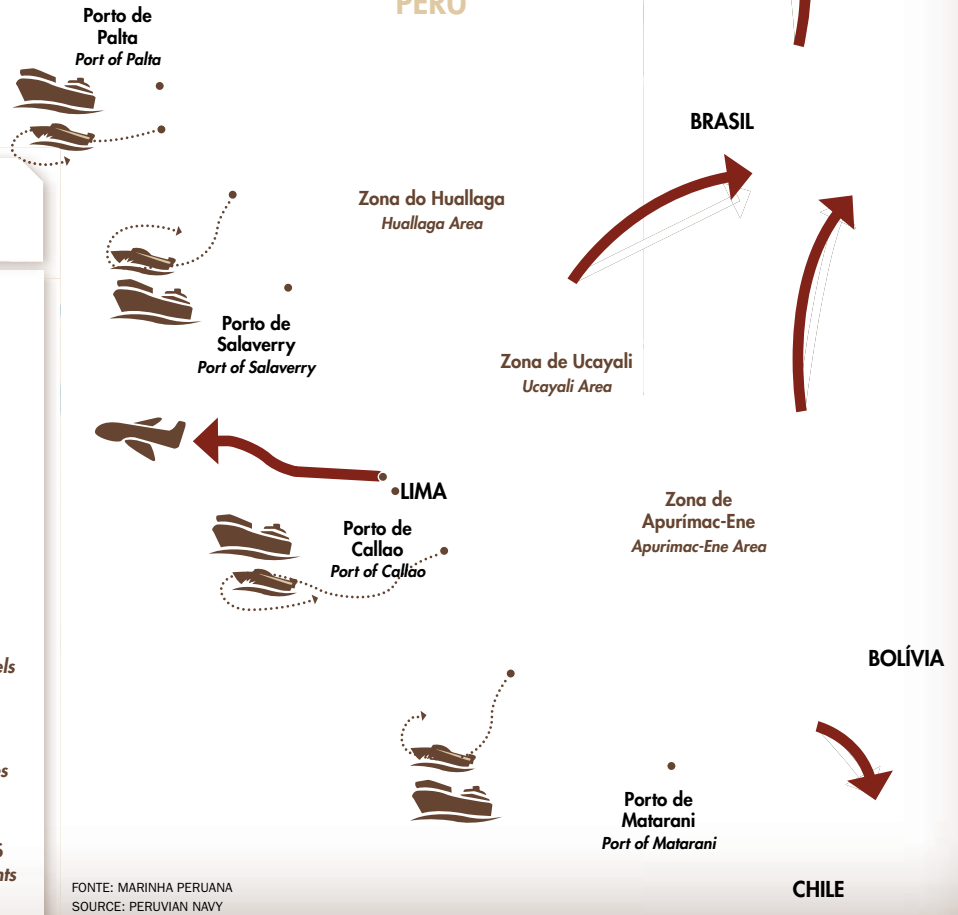 PERU
Porto de
Palta
Port of Palta
BRASIL
Zona do Huallaga
Huallaga Area
Porto de
Salaverry
Port of Salaverry
Zona de Ucayali
Ucayali Area
LIMA
Zona de
Apurímac-Ene
Apurimac-Ene Area
Porto de
Callao
Port of Callao
BOLÍVIA
Porto de
Matarani
Port of Matarani
CHILE
FONTE: MARINHA PERUANA
SOURCE: PERUVIAN NAVY